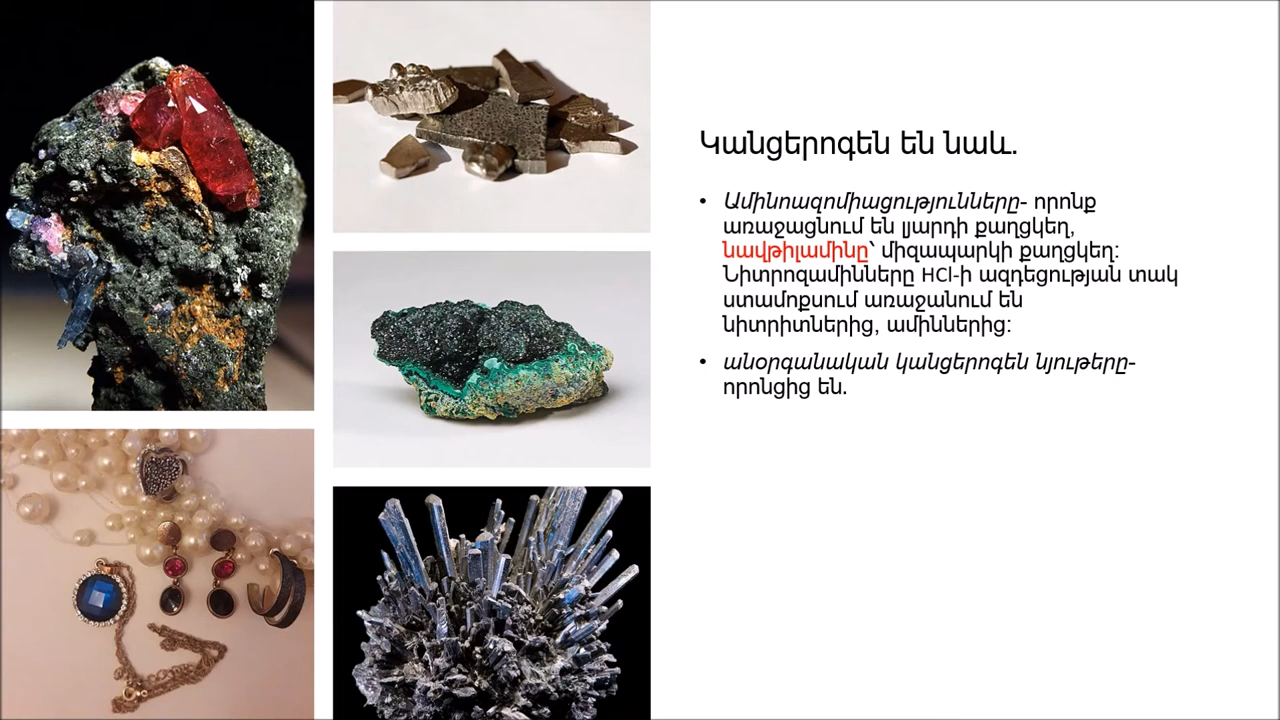 Կանցերոգեն են նաև.
• Ամինոազոմիացությունները- որոնք
առաջացնում են լյարդի քաղցկեղ,
նավթիլամինը՝ միզապարկի քաղցկեղ:
Նիտրոզամինները HCl-ի ազդեցության տակ
ստամոքսում առաջանում են
նիտրիտներից, ամիններից:
• անօրգանական կանցերոգեն նյութերը-
որոնցից են.